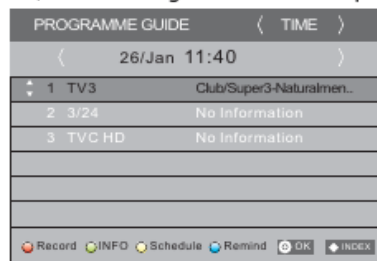 PROGRAMME GUIDE 〈 TIME 〉
〈 26/Jan 11:40 〉
1 TV3 Club/Super3-Naturalmen..
2 3/24 No Information
3 TVC HD No Information
Record INFO Schedule Remind OK INDEX